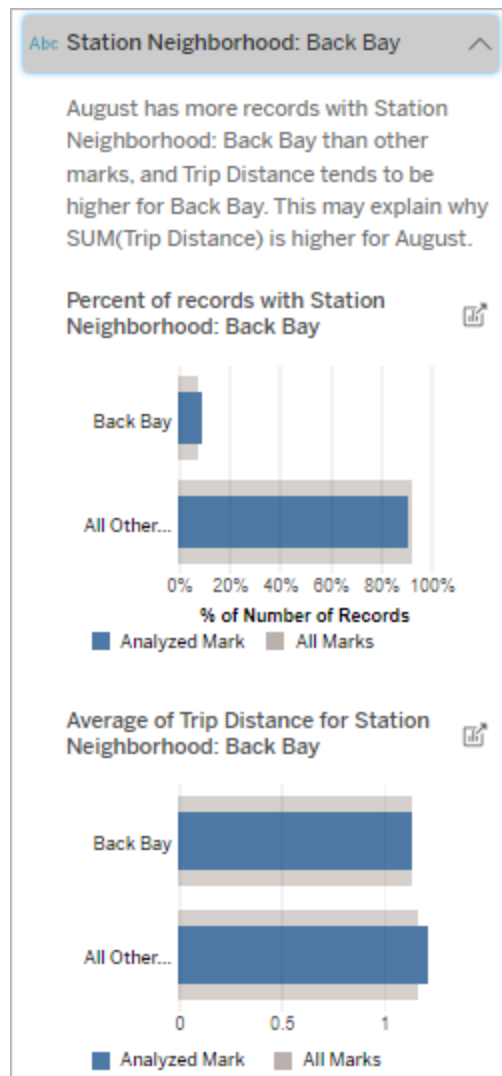 Abc Station Neighborhood: Back Bay
August has more records with Station
Neighborhood: Back Bay than other
marks, and Trip Distance tends to be
higher for Back Bay. This may explain why
SUM(Trip Distance) is higher for August.
Percent of records with Station
Neighborhood: Back Bay
Back Bay
All Other...
0% 20% 40% 60% 80% 100%
% of Number of Records
Analyzed Mark All Marks
Average of Trip Distance for Station
Neighborhood: Back Bay
Back Bay
All Other...
0 0.5 1
Analyzed Mark All Marks